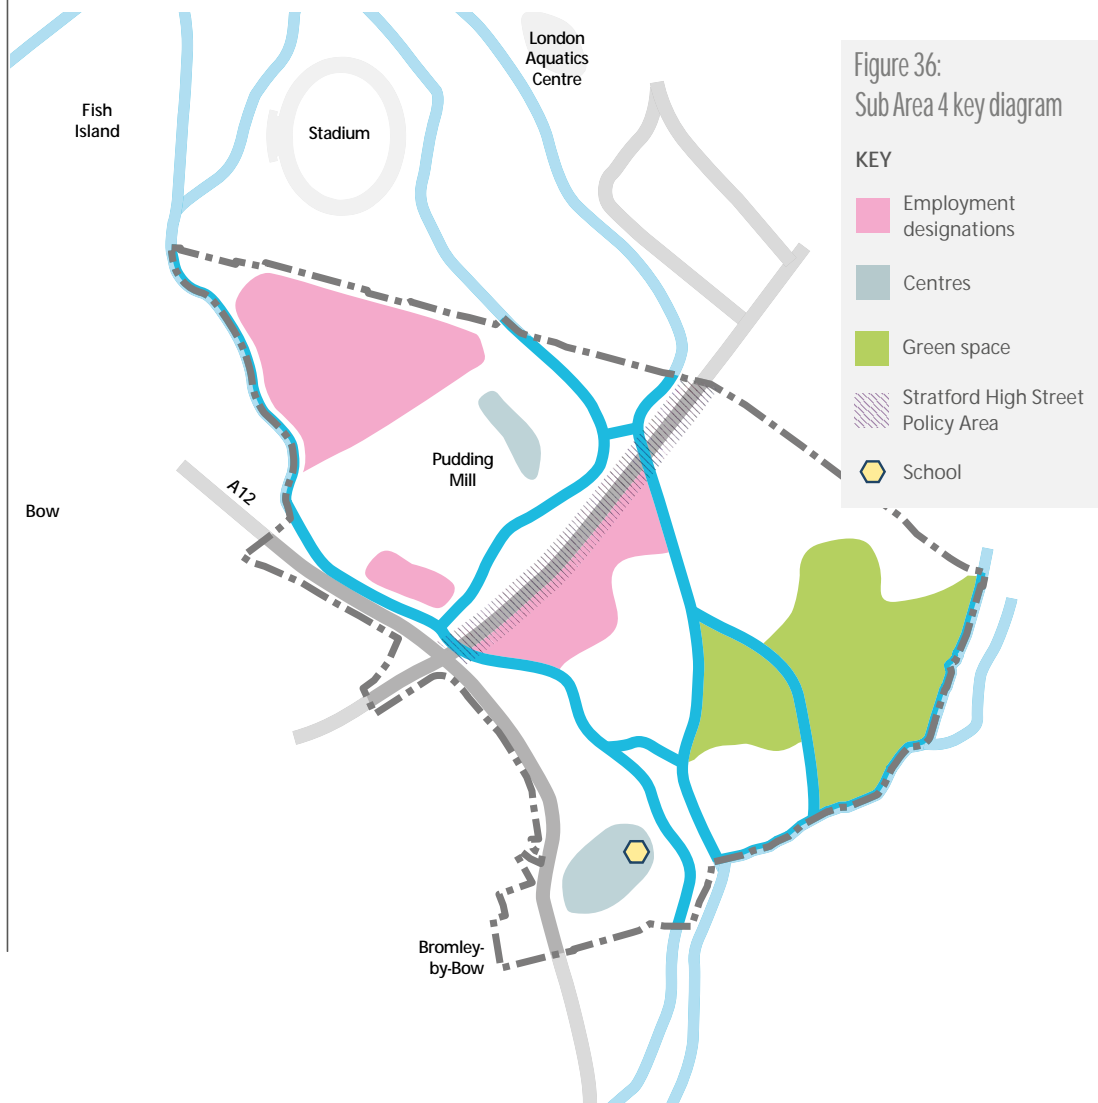 London
Aquatics
Centre
Fish
Island
Stadium
Figure 36:
Sub Area 4 key diagram
KEY
Employment
designations
Centres
Green space
Stratford High Street
Policy Area
School
Pudding
Mill
A12
Bow
Bromley-
by-Bow